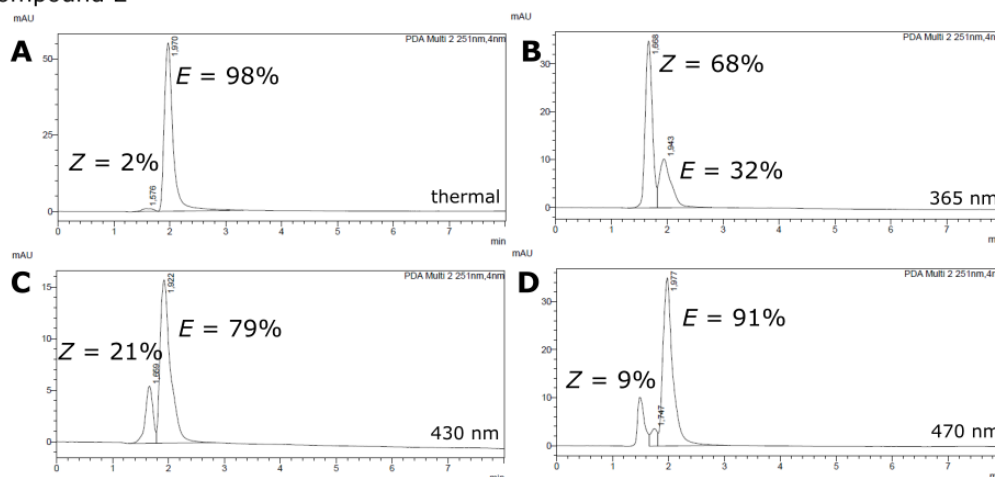 mAU
A
PDA Multi 2 251nm,4nm
50
25
0
1,576
1,970
Z = 2%
E = 98%
thermal
0 1 2 3 4 5 6 7
min
mAU
B
PDA Multi 2 251nm,4n
30
20
10
0
1,668
1,943
Z = 68%
E = 32%
365 nm
0 1 2 3 4 5 6 7
min
mAU
C
PDA Multi 2 251nm,4nm
15
10
5
0
1,659
1,922
Z = 21%
E = 79%
430 nm
0 1 2 3 4 5 6 7
mAU
D
PDA Multi 2 251nm,4n
30
20
10
0
1,747
1,977
Z = 9%
E = 91%
470 nm
0 1 2 3 4 5 6 7